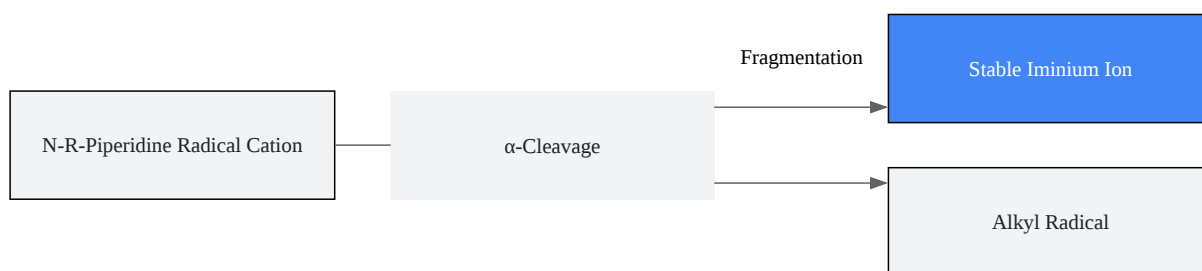 Fragmentation
Stable Iminium Ion
N-R-Piperidine Radical Cation
α-Cleavage
Alkyl Radical